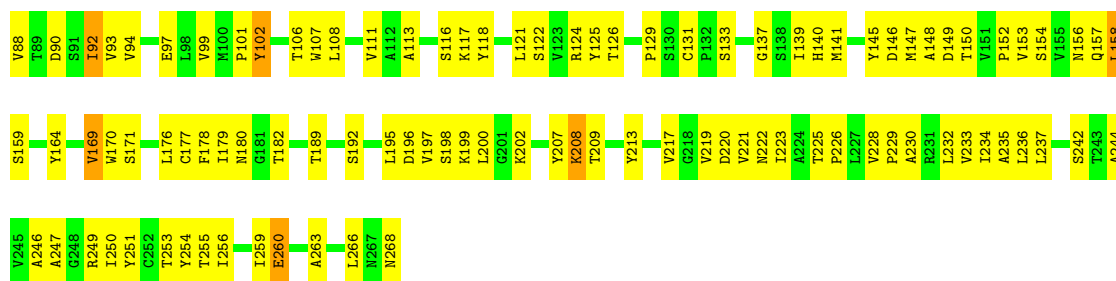 V88 T89 D90 S91 I92 V93 V94 E97 L98 V99 M100 P101 Y102 T106 W107 L108 V111 A112 A113 S116 K117 Y118 L121 S122 V123 R124 Y125 T126 P129 S130 C131 P132 S133 G137 S138 I139 H140 M141 Y145 D146 M147 A148 D149 T150 V151 P152 V153 S154 V155 N156 Q157 L158
S159 Y164 V169 W170 S171 L176 C177 F178 I179 N180 G181 T182 T189 S192 L195 D196 V197 S198 K199 L200 G201 K202 Y207 K208 T209 Y213 V217 G218 V219 D220 V221 N222 I223 A224 T225 P226 L227 V228 P229 A230 R231 L232 V233 I234 A235 L236 L237 S242 T243 A244
V245 A246 A247 G248 R249 I250 Y251 C252 T253 Y254 T255 I256 I259 E260 A263 L266 N267 N268